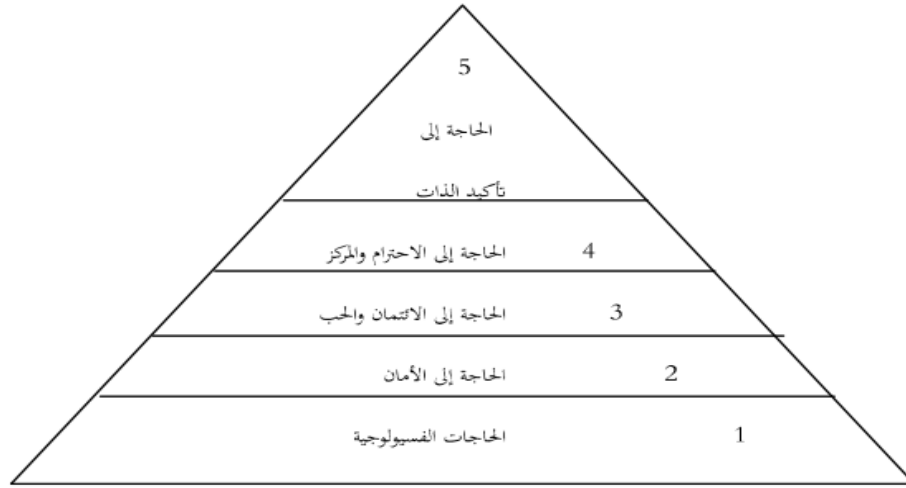 5
الحاجة إلى
تأكيد الذات
الحاجة إلى الاحترام والمركز 4
الحاجة إلى الائتمان والحب 3
الحاجة إلى الأمان 2
الحاجات الفسيولوجية 1